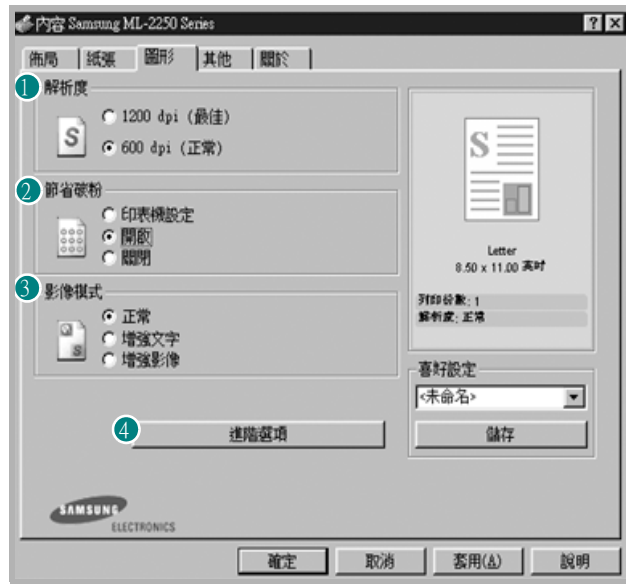 內容 Samsung ML-2250 Series
佈局 紙張 圖形 其他 關於
1 解析度
1200 dpi (最佳)
600 dpi (正常)
2 節省碳粉
印表機設定
開啟
關閉
3 影像模式
正常
增強文字
增強影像
4 進階選項
S
S
S
Letter
8.50 x 11.00 英吋
列印份數: 1
解析度: 正常
喜好設定
<未命名>
儲存
SAMSUNG
ELECTRONICS
確定 取消 套用(A) 說明